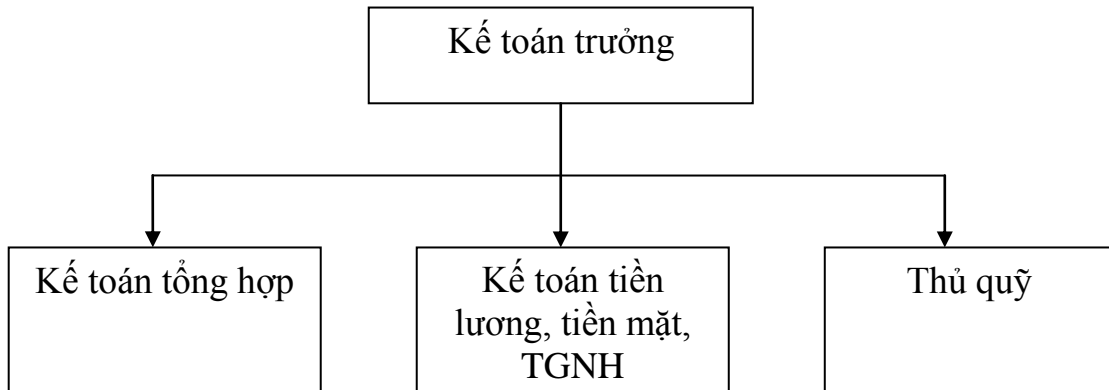 Kế toán trưởng
Kế toán tổng hợp
Kế toán tiền
lương, tiền mặt,
TGNH
Thủ quỹ